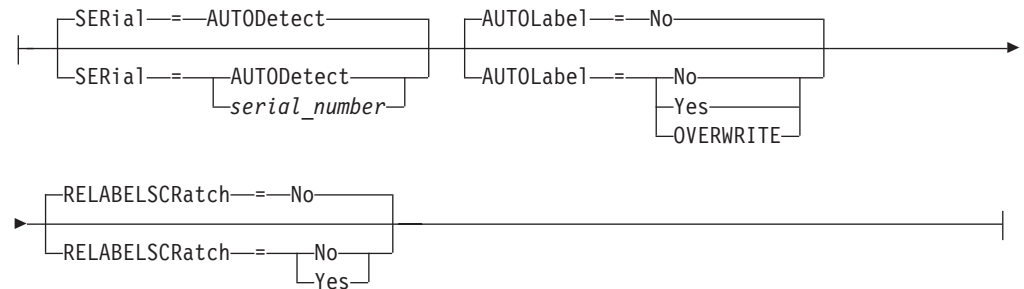 SERial = AUTODetect AUTOLabel = No
SERial = AUTODetect AUTOLabel = No
serial_number Yes
OVERWRITE
RELABELSCRatch = No
RELABELSCRatch = No
Yes